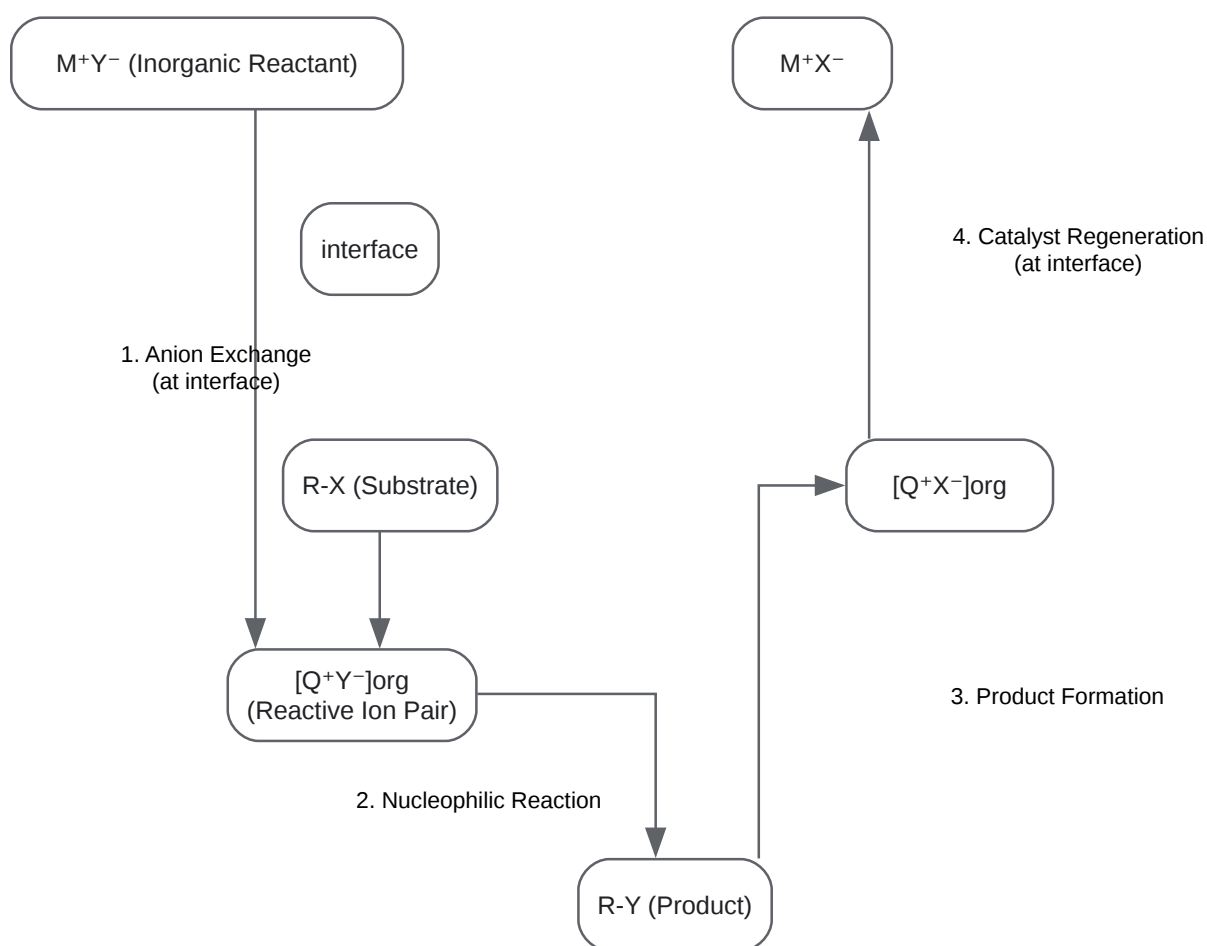 M⁺Y⁻ (Inorganic Reactant)
M⁺X⁻
interface
4. Catalyst Regeneration
(at interface)
1. Anion Exchange
(at interface)
R-X (Substrate)
[Q⁺X⁻]org
[Q⁺Y⁻]org
(Reactive Ion Pair)
3. Product Formation
2. Nucleophilic Reaction
R-Y (Product)